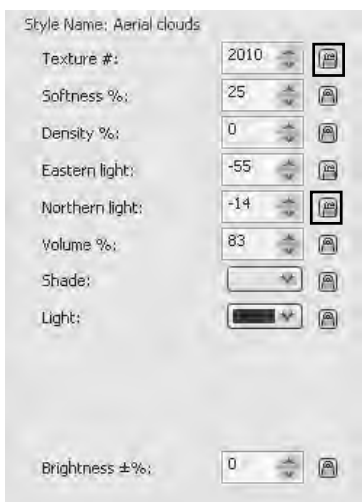 Style Name: Aerial clouds
Texture #: 2010
Softness %: 25
Density %: 0
Eastern light: -55
Northern light: -14
Volume %: 83
Shade:
Light:
Brightness ±%: 0